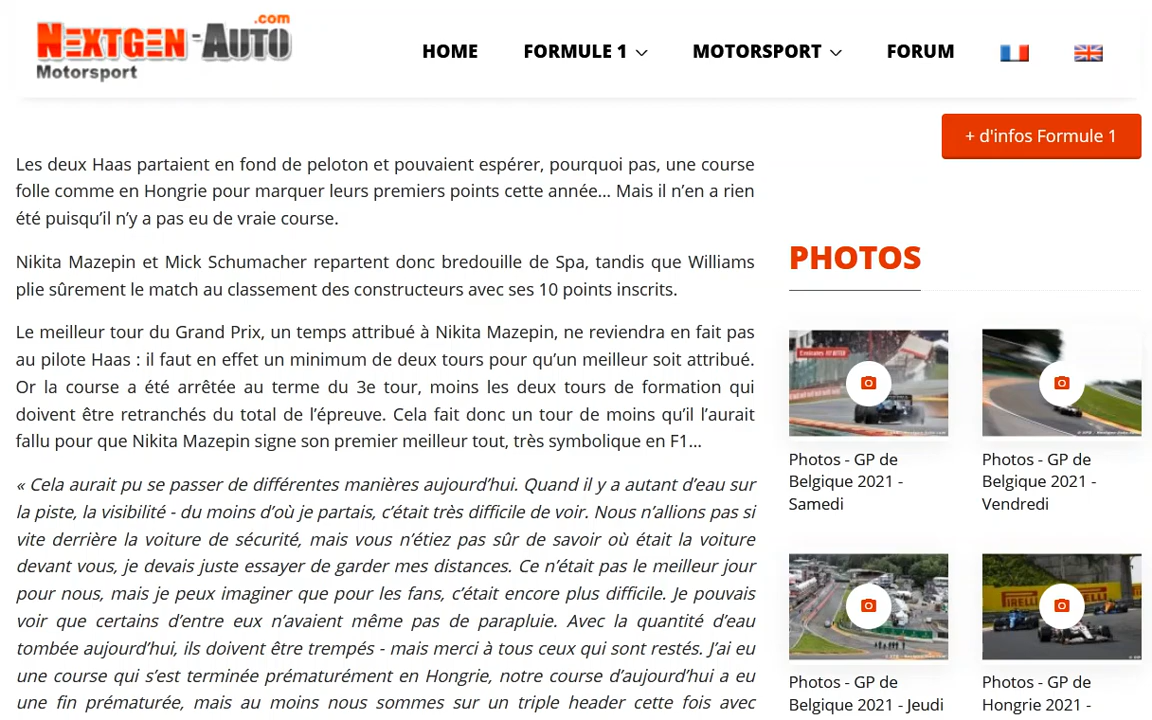 NEXTGEN-AUTO
.com
Motorsport
HOME
FORMULE 1
MOTORSPORT
FORUM
+ d'infos Formule 1
Les deux Haas partaient en fond de peloton et pouvaient espérer, pourquoi pas, une course
folle comme en Hongrie pour marquer leurs premiers points cette année… Mais il n’en a rien
été puisqu’il n’y a pas eu de vraie course.
Nikita Mazepin et Mick Schumacher repartent donc bredouille de Spa, tandis que Williams
plie sûrement le match au classement des constructeurs avec ses 10 points inscrits.
Le meilleur tour du Grand Prix, un temps attribué à Nikita Mazepin, ne reviendra en fait pas
au pilote Haas : il faut en effet un minimum de deux tours pour qu’un meilleur soit attribué.
Or la course a été arrêtée au terme du 3e tour, moins les deux tours de formation qui
doivent être retranchés du total de l’épreuve. Cela fait donc un tour de moins qu’il l’aurait
fallu pour que Nikita Mazepin signe son premier meilleur tout, très symbolique en F1…
« Cela aurait pu se passer de différentes manières aujourd’hui. Quand il y a autant d’eau sur
la piste, la visibilité - du moins d’où je partais, c’était très difficile de voir. Nous n’allions pas si
vite derrière la voiture de sécurité, mais vous n’étiez pas sûr de savoir où était la voiture
devant vous, je devais juste essayer de garder mes distances. Ce n’était pas le meilleur jour
pour nous, mais je peux imaginer que pour les fans, c’était encore plus difficile. Je pouvais
voir que certains d’entre eux n’avaient même pas de parapluie. Avec la quantité d’eau
tombée aujourd’hui, ils doivent être trempés - mais merci à tous ceux qui sont restés. J’ai eu
une course qui s’est terminée prématurément en Hongrie, notre course d’aujourd’hui a eu
une fin prématurée, mais au moins nous sommes sur un triple header cette fois avec
PHOTOS
Photos - GP de
Belgique 2021 -
Samedi
Photos - GP de
Belgique 2021 -
Vendredi
PIRELLI
Photos - GP de
Belgique 2021 - Jeudi
Photos - GP de
Hongrie 2021 -